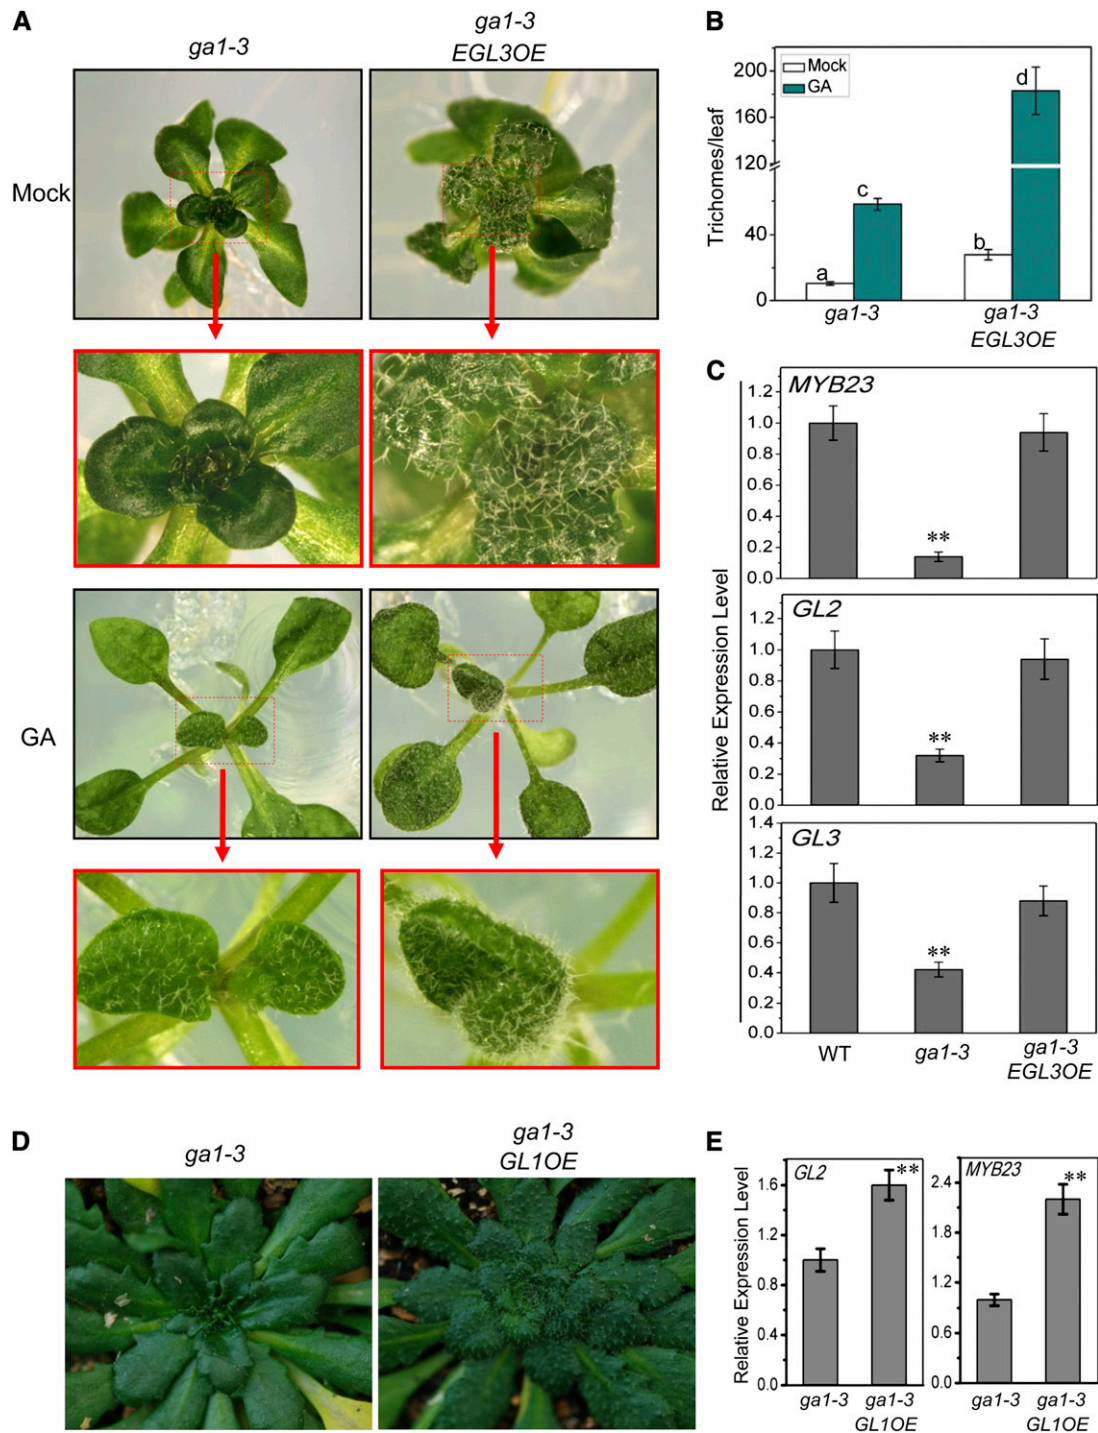 A
ga1-3
ga1-3
EGL3OE
Mock
GA
B
Mock
GA
Trichomes/leaf
200
160
120
40
0
a
c
b
d
ga1-3
ga1-3
EGL3OE
C
Relative Expression Level
MYB23
1.2
1.0
0.8
0.6
0.4
0.2
0.0
**
GL2
1.2
1.0
0.8
0.6
0.4
0.2
0.0
**
GL3
1.4
1.2
1.0
0.8
0.6
0.4
0.2
0.0
**
WT
ga1-3
ga1-3
EGL3OE
D
ga1-3
ga1-3
GL1OE
E
Relative Expression Level
GL2
1.6
1.2
0.8
0.4
0.0
**
ga1-3
ga1-3
GL1OE
MYB23
2.4
1.8
1.2
0.6
0.0
**
ga1-3
ga1-3
GL1OE